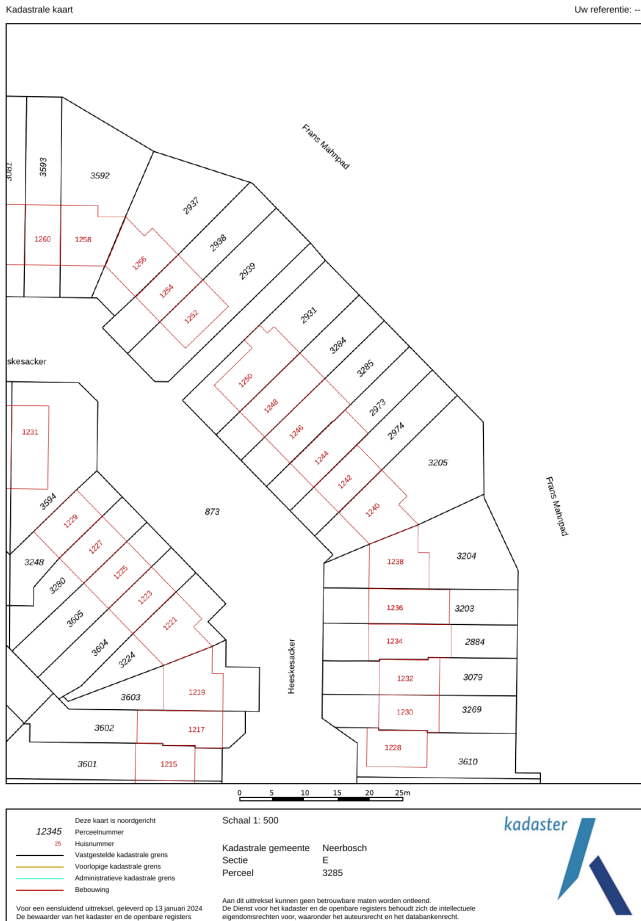 Kadastrale kaart
Uw referentie: --
Frans Mahnpad
3593
3592
1260
1258
2937
2938
2939
1256
1254
1252
skesacker
2931
3284
3285
2973
2974
3205
1250
1248
1246
1244
1242
1240
1231
873
Frans Mahnpad
3594
1229
1227
1225
1223
1221
3248
3280
3605
3604
3224
1238
3204
1236
3203
1234
2884
Heeskesacker
1232
3079
1230
3269
1228
3610
3603
1219
3602
1217
3601
1215
0 5 10 15 20 25m
Deze kaart is noordgericht
12345 Perceelnummer
25 Huisnummer
Vastgestelde kadastrale grens
Voorlopige kadastrale grens
Administratieve kadastrale grens
Bebouwing
Voor een eensluidend uittreksel, geleverd op 13 januari 2024
De bewaarder van het kadaster en de openbare registers
Schaal 1: 500
Kadastrale gemeente Neerbosch
Sectie E
Perceel 3285
Aan dit uittreksel kunnen geen betrouwbare maten worden ontleend.
De Dienst voor het kadaster en de openbare registers behoudt zich de intellectuele
eigendomsrechten voor, waaronder het auteursrecht en het databankenrecht.
kadaster